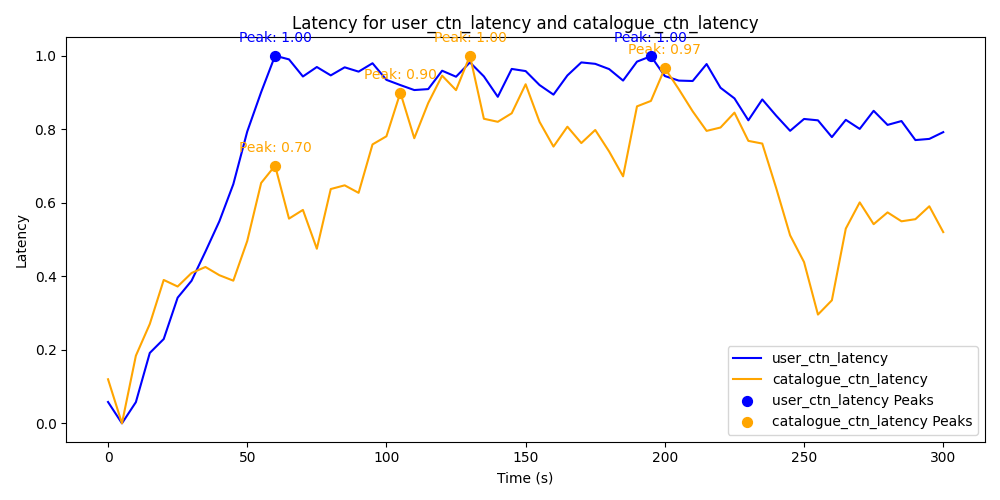 Latency for user_ctn_latency and catalogue_ctn_latency
Peak: 1.00
Peak: 1.00
Peak: 1.00
Peak: 0.97
Peak: 0.90
Peak: 0.70
1.0
0.8
0.6
0.4
0.2
0.0
Latency
0 50 100 150 200 250 300
Time (s)
user_ctn_latency
catalogue_ctn_latency
user_ctn_latency Peaks
catalogue_ctn_latency Peaks